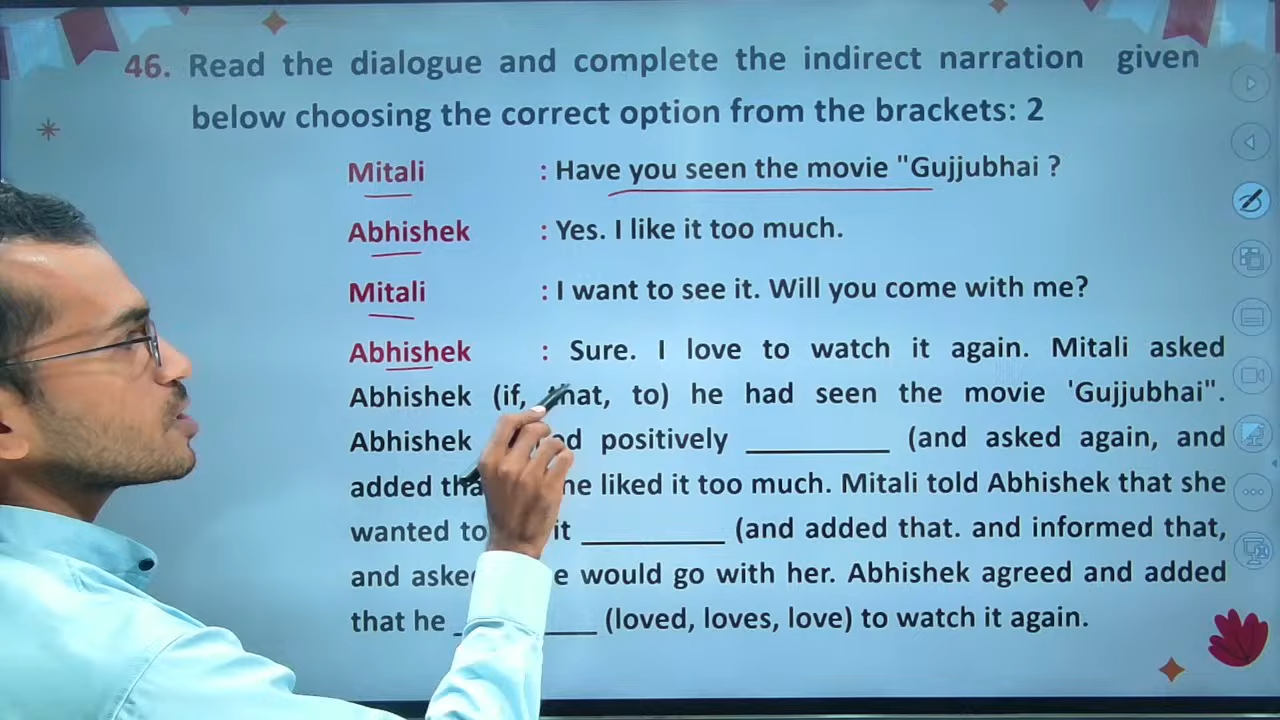 46. Read the dialogue and complete the indirect narration given
below choosing the correct option from the brackets: 2
Mitali : Have you seen the movie "Gujjubhai ?
Abhishek : Yes. I like it too much.
Mitali : I want to see it. Will you come with me?
Abhishek : Sure. I love to watch it again. Mitali asked
Abhishek (if, that, to) he had seen the movie 'Gujjubhai".
Abhishek positively _________ (and asked again, and
added he liked it too much. Mitali told Abhishek that she
wanted to it _________ (and added that. and informed that,
and would go with her. Abhishek agreed and added
that he _________ (loved, loves, love) to watch it again.